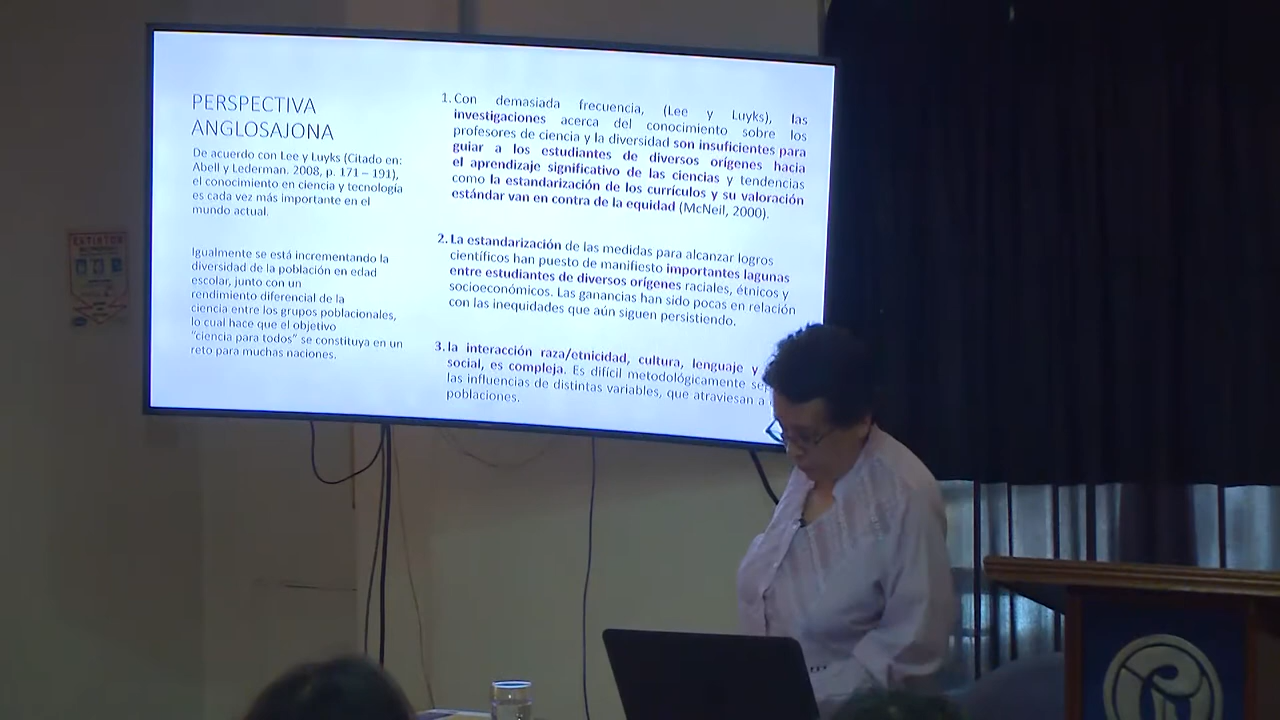 PERSPECTIVA
ANGLOSAJONA
De acuerdo con Lee y Luyks (Citado en:
Abell y Lederman. 2008, p. 171 – 191),
el conocimiento en ciencia y tecnología
es cada vez más importante en el
mundo actual.
Igualmente se está incrementando la
diversidad de la población en edad
escolar, junto con un
rendimiento diferencial de la
ciencia entre los grupos poblacionales,
lo cual hace que el objetivo
“ciencia para todos” se constituya en un
reto para muchas naciones.
1. Con demasiada frecuencia, (Lee y Luyks), las
investigaciones acerca del conocimiento sobre los
profesores de ciencia y la diversidad son insuficientes para
guiar a los estudiantes de diversos orígenes hacia
el aprendizaje significativo de las ciencias y tendencias
como la estandarización de los currículos y su valoración
estándar van en contra de la equidad (McNeil, 2000).
2. La estandarización de las medidas para alcanzar logros
científicos han puesto de manifiesto importantes lagunas
entre estudiantes de diversos orígenes raciales, étnicos y
socioeconómicos. Las ganancias han sido pocas en relación
con las inequidades que aún siguen persistiendo.
3. la interacción raza/etnicidad, cultura, lenguaje y
social, es compleja. Es difícil metodológicamente
las influencias de distintas variables, que atraviesan a
poblaciones.
EXTINTOR